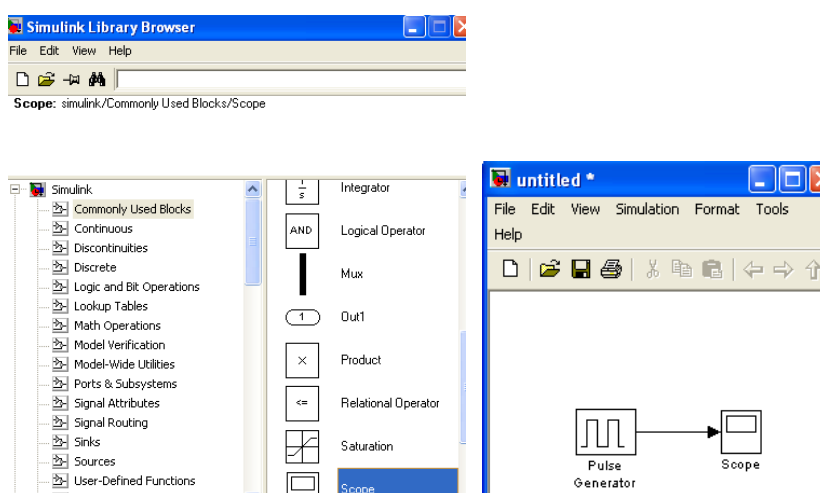 Simulink Library Browser
File Edit View Help
Scope: simulink/Commonly Used Blocks/Scope
Simulink
Commonly Used Blocks
Continuous
Discontinuities
Discrete
Logic and Bit Operations
Lookup Tables
Math Operations
Model Verification
Model-Wide Utilities
Ports & Subsystems
Signal Attributes
Signal Routing
Sinks
Sources
User-Defined Functions
1/s Integrator
AND Logical Operator
Mux
1 Out1
× Product
<= Relational Operator
Saturation
Scope
untitled *
File Edit View Simulation Format Tools
Help
Pulse
Generator
Scope